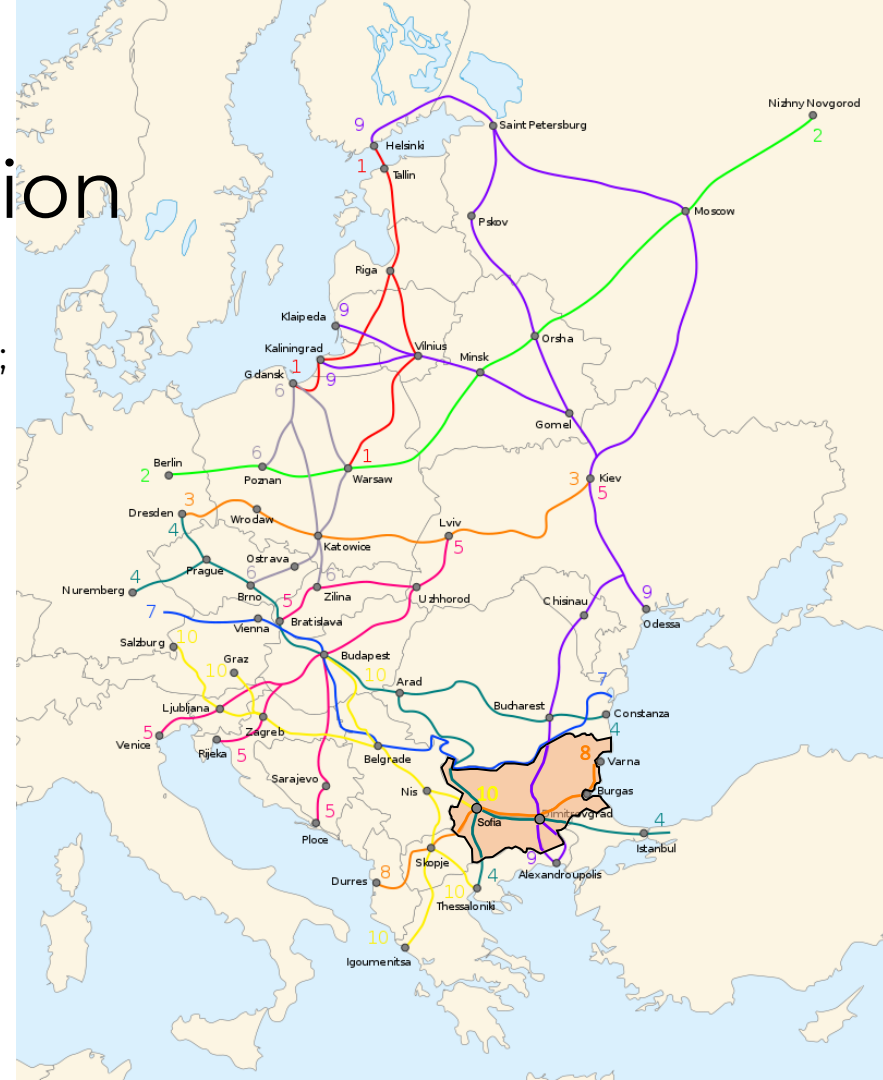 ion
;
Nizhny Novgorod
2
9
Saint Petersburg
Helsinki
1
Tallin
Moscow
Pskov
Riga
9
Klaipeda
Orsha
Kaliningrad
Vilnius
Minsk
1
Gdansk
9
6
Gomel
6
1
Berlin
2
Poznan
Warsaw
3
Kiev
5
3
Dresden
Wrocław
4
Lviv
Katowice
5
Ostrava
Prague
4
6
6
Nuremberg
Brno
5
Zilina
Uzhhorod
9
Chisinau
7
Odessa
Vienna
Bratislava
10
Salzburg
Budapest
Graz
10
10
Arad
7
Ljubljana
Bucharest
Constanza
4
5
Zagreb
Venice
Rijeka
5
Belgrade
8
Varna
Sarajevo
Nis
10
Burgas
5
Dimitrovgrad
Sofia
4
Ploce
Istanbul
Skopje
9
8
4
Alexandroupolis
Durres
10
Thessaloniki
10
Igoumenitsa